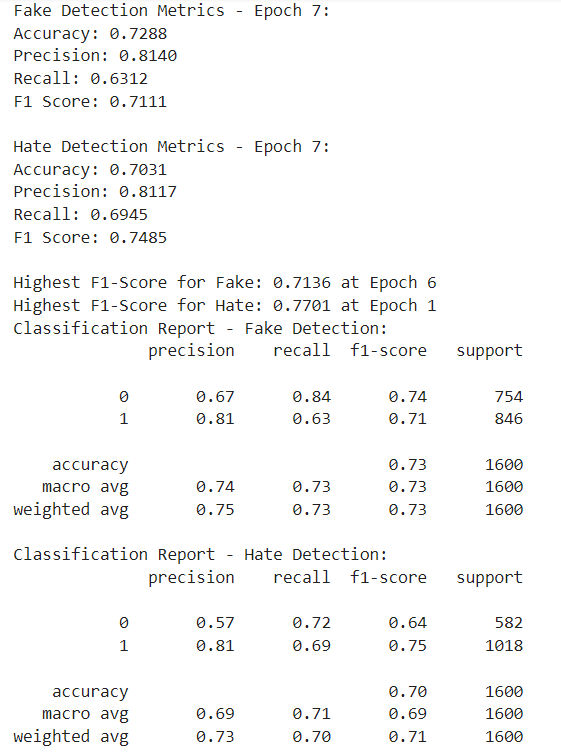 Fake Detection Metrics - Epoch 7:
Accuracy: 0.7288
Precision: 0.8140
Recall: 0.6312
F1 Score: 0.7111
Hate Detection Metrics - Epoch 7:
Accuracy: 0.7031
Precision: 0.8117
Recall: 0.6945
F1 Score: 0.7485
Highest F1-Score for Fake: 0.7136 at Epoch 6
Highest F1-Score for Hate: 0.7701 at Epoch 1
Classification Report - Fake Detection:
precision recall f1-score support
0 0.67 0.84 0.74 754
1 0.81 0.63 0.71 846
accuracy 0.73 1600
macro avg 0.74 0.73 0.73 1600
weighted avg 0.75 0.73 0.73 1600
Classification Report - Hate Detection:
precision recall f1-score support
0 0.57 0.72 0.64 582
1 0.81 0.69 0.75 1018
accuracy 0.70 1600
macro avg 0.69 0.71 0.69 1600
weighted avg 0.73 0.70 0.71 1600